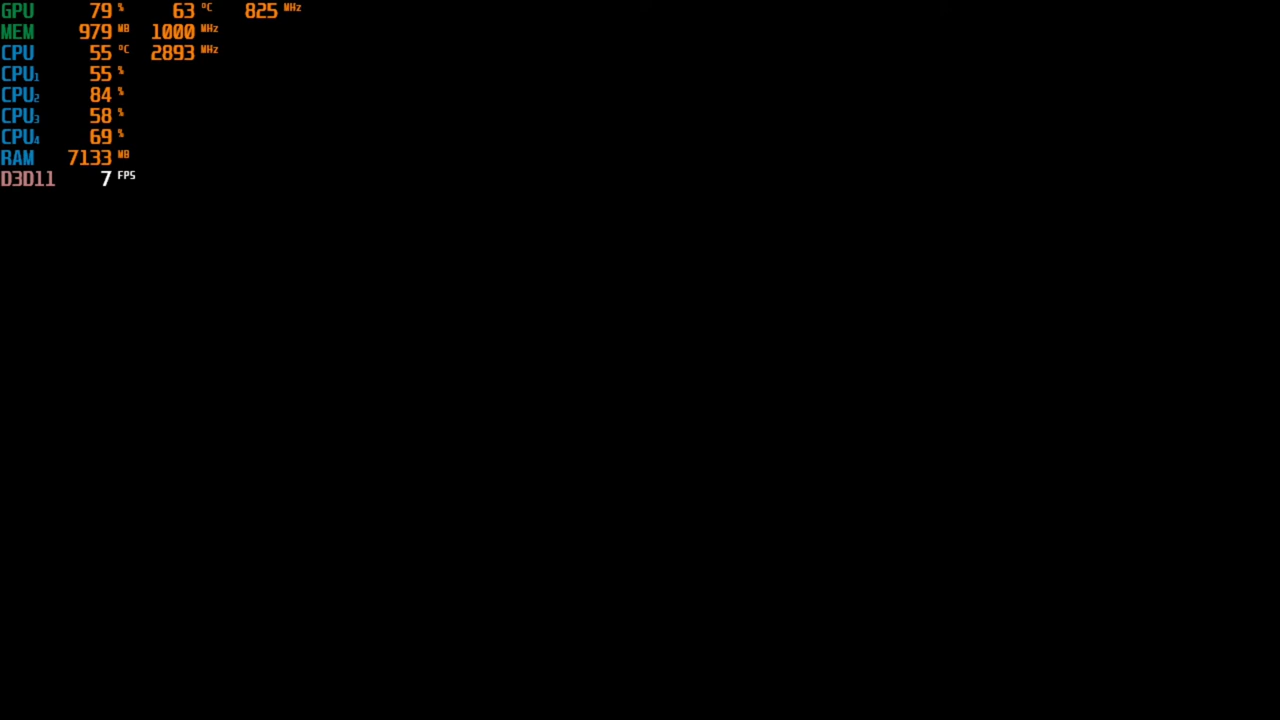 GPU 79 % 63 °C 825 MHz
MEM 979 MB 1000 MHz
CPU 55 °C 2893 MHz
CPU1 55 %
CPU2 84 %
CPU3 58 %
CPU4 69 %
RAM 7133 MB
D3D11 7 FPS